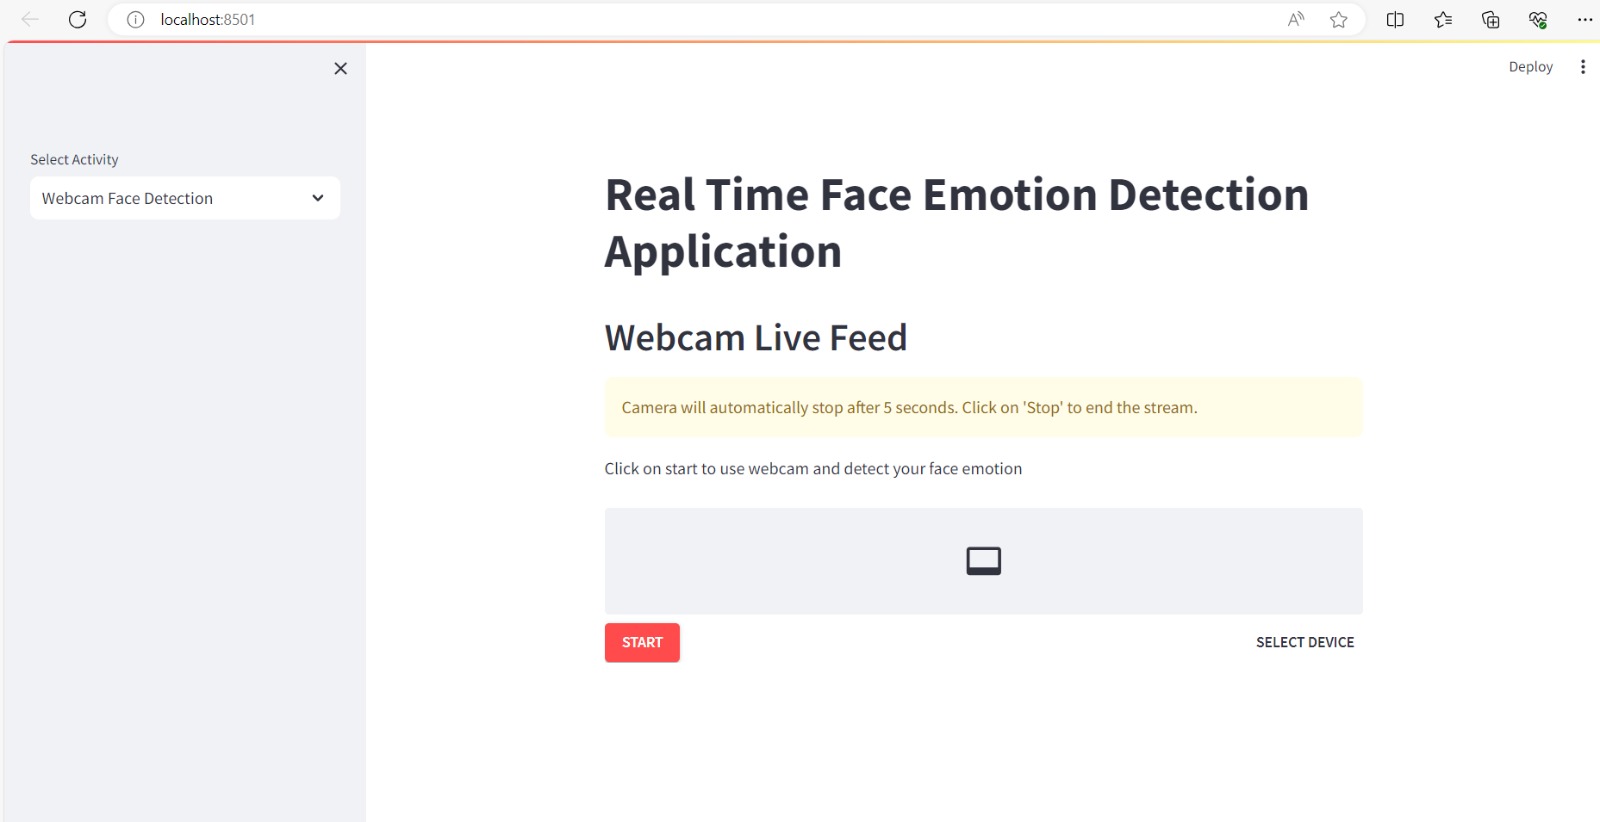 localhost:8501
Deploy
Select Activity
Webcam Face Detection
Real Time Face Emotion Detection
Application
Webcam Live Feed
Camera will automatically stop after 5 seconds. Click on 'Stop' to end the stream.
Click on start to use webcam and detect your face emotion
START
SELECT DEVICE